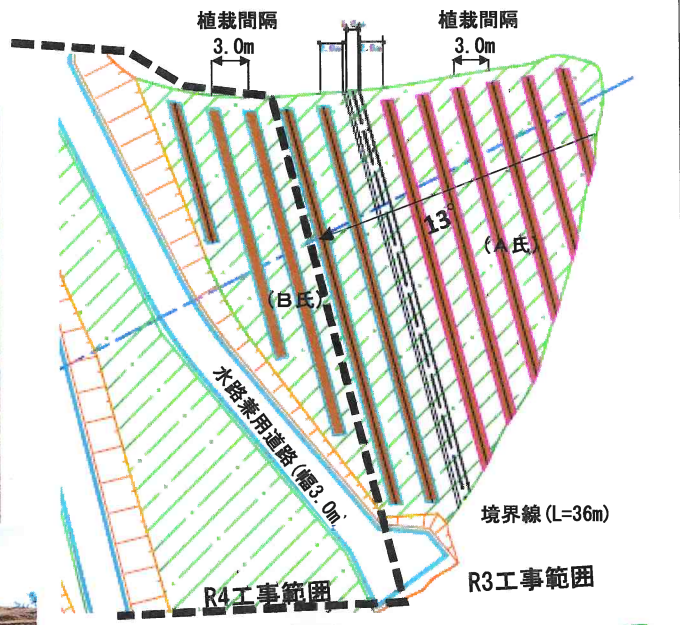 植栽間隔
3.0m
植栽間隔
3.0m
13°
(A氏)
(B氏)
水路兼用道路(幅3.0m)
境界線(L=36m)
R4工事範囲
R3工事範囲